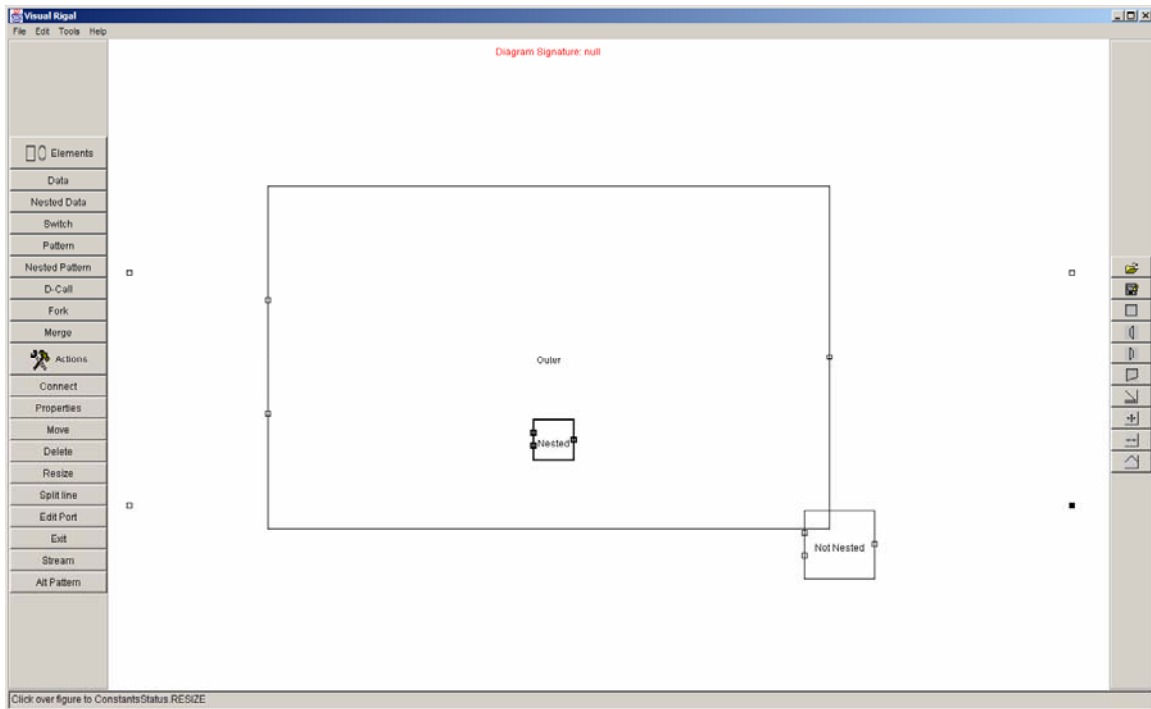 Visual Rigal
File Edit Tools Help
Diagram Signature: null
Elements
Data
Nested Data
Switch
Pattern
Nested Pattern
D-Call
Fork
Merge
Actions
Connect
Properties
Move
Delete
Resize
Split line
Edit Port
Exit
Stream
Alt Pattern
Outer
Nested
Not Nested
Click over figure to ConstantsStatus.RESIZE